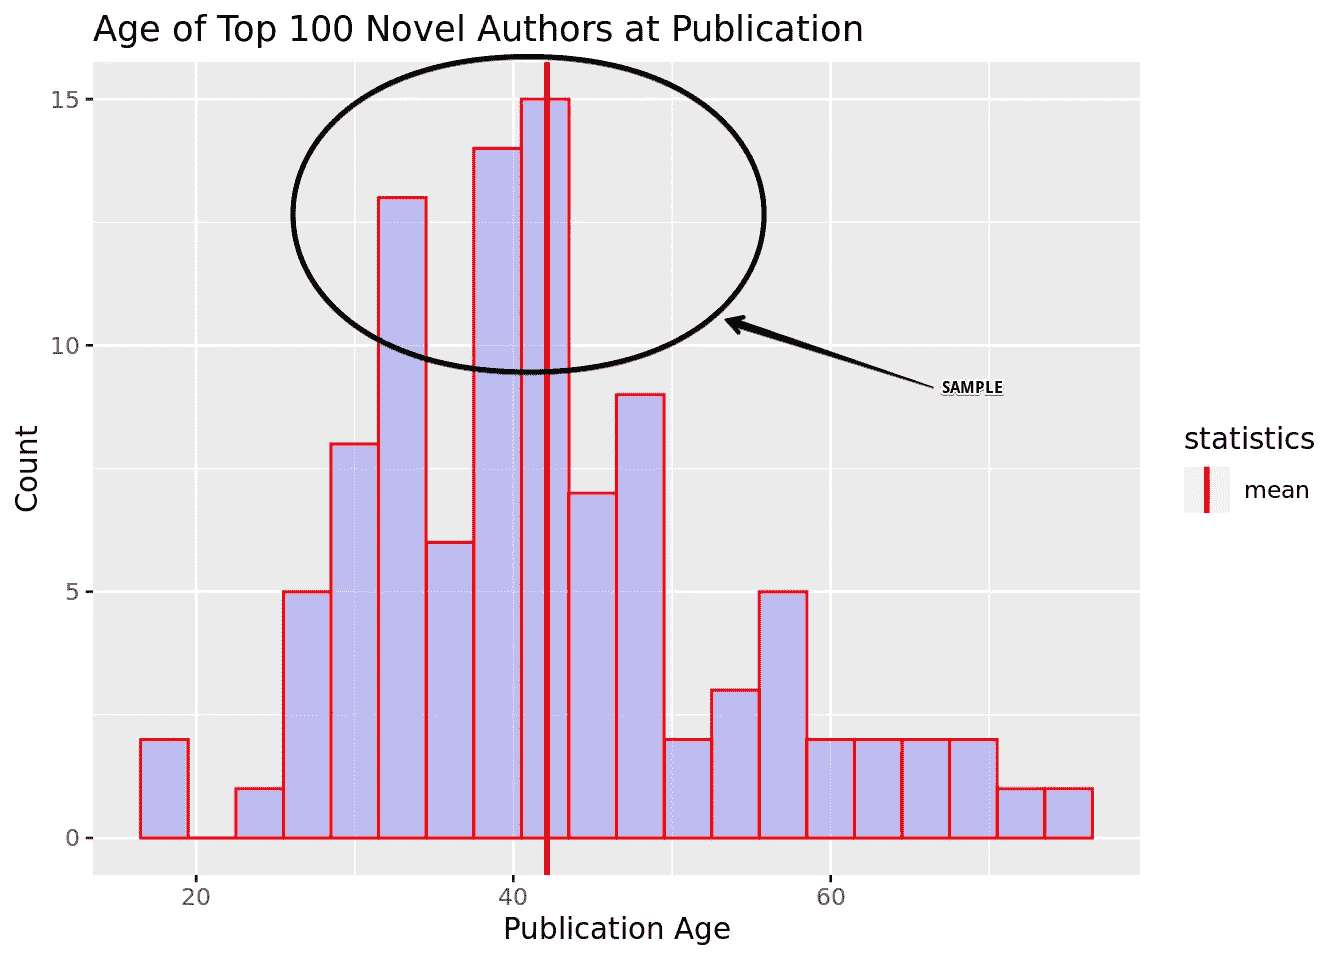 Age of Top 100 Novel Authors at Publication
15
10
5
0
Count
20
40
60
Publication Age
SAMPLE
statistics
mean